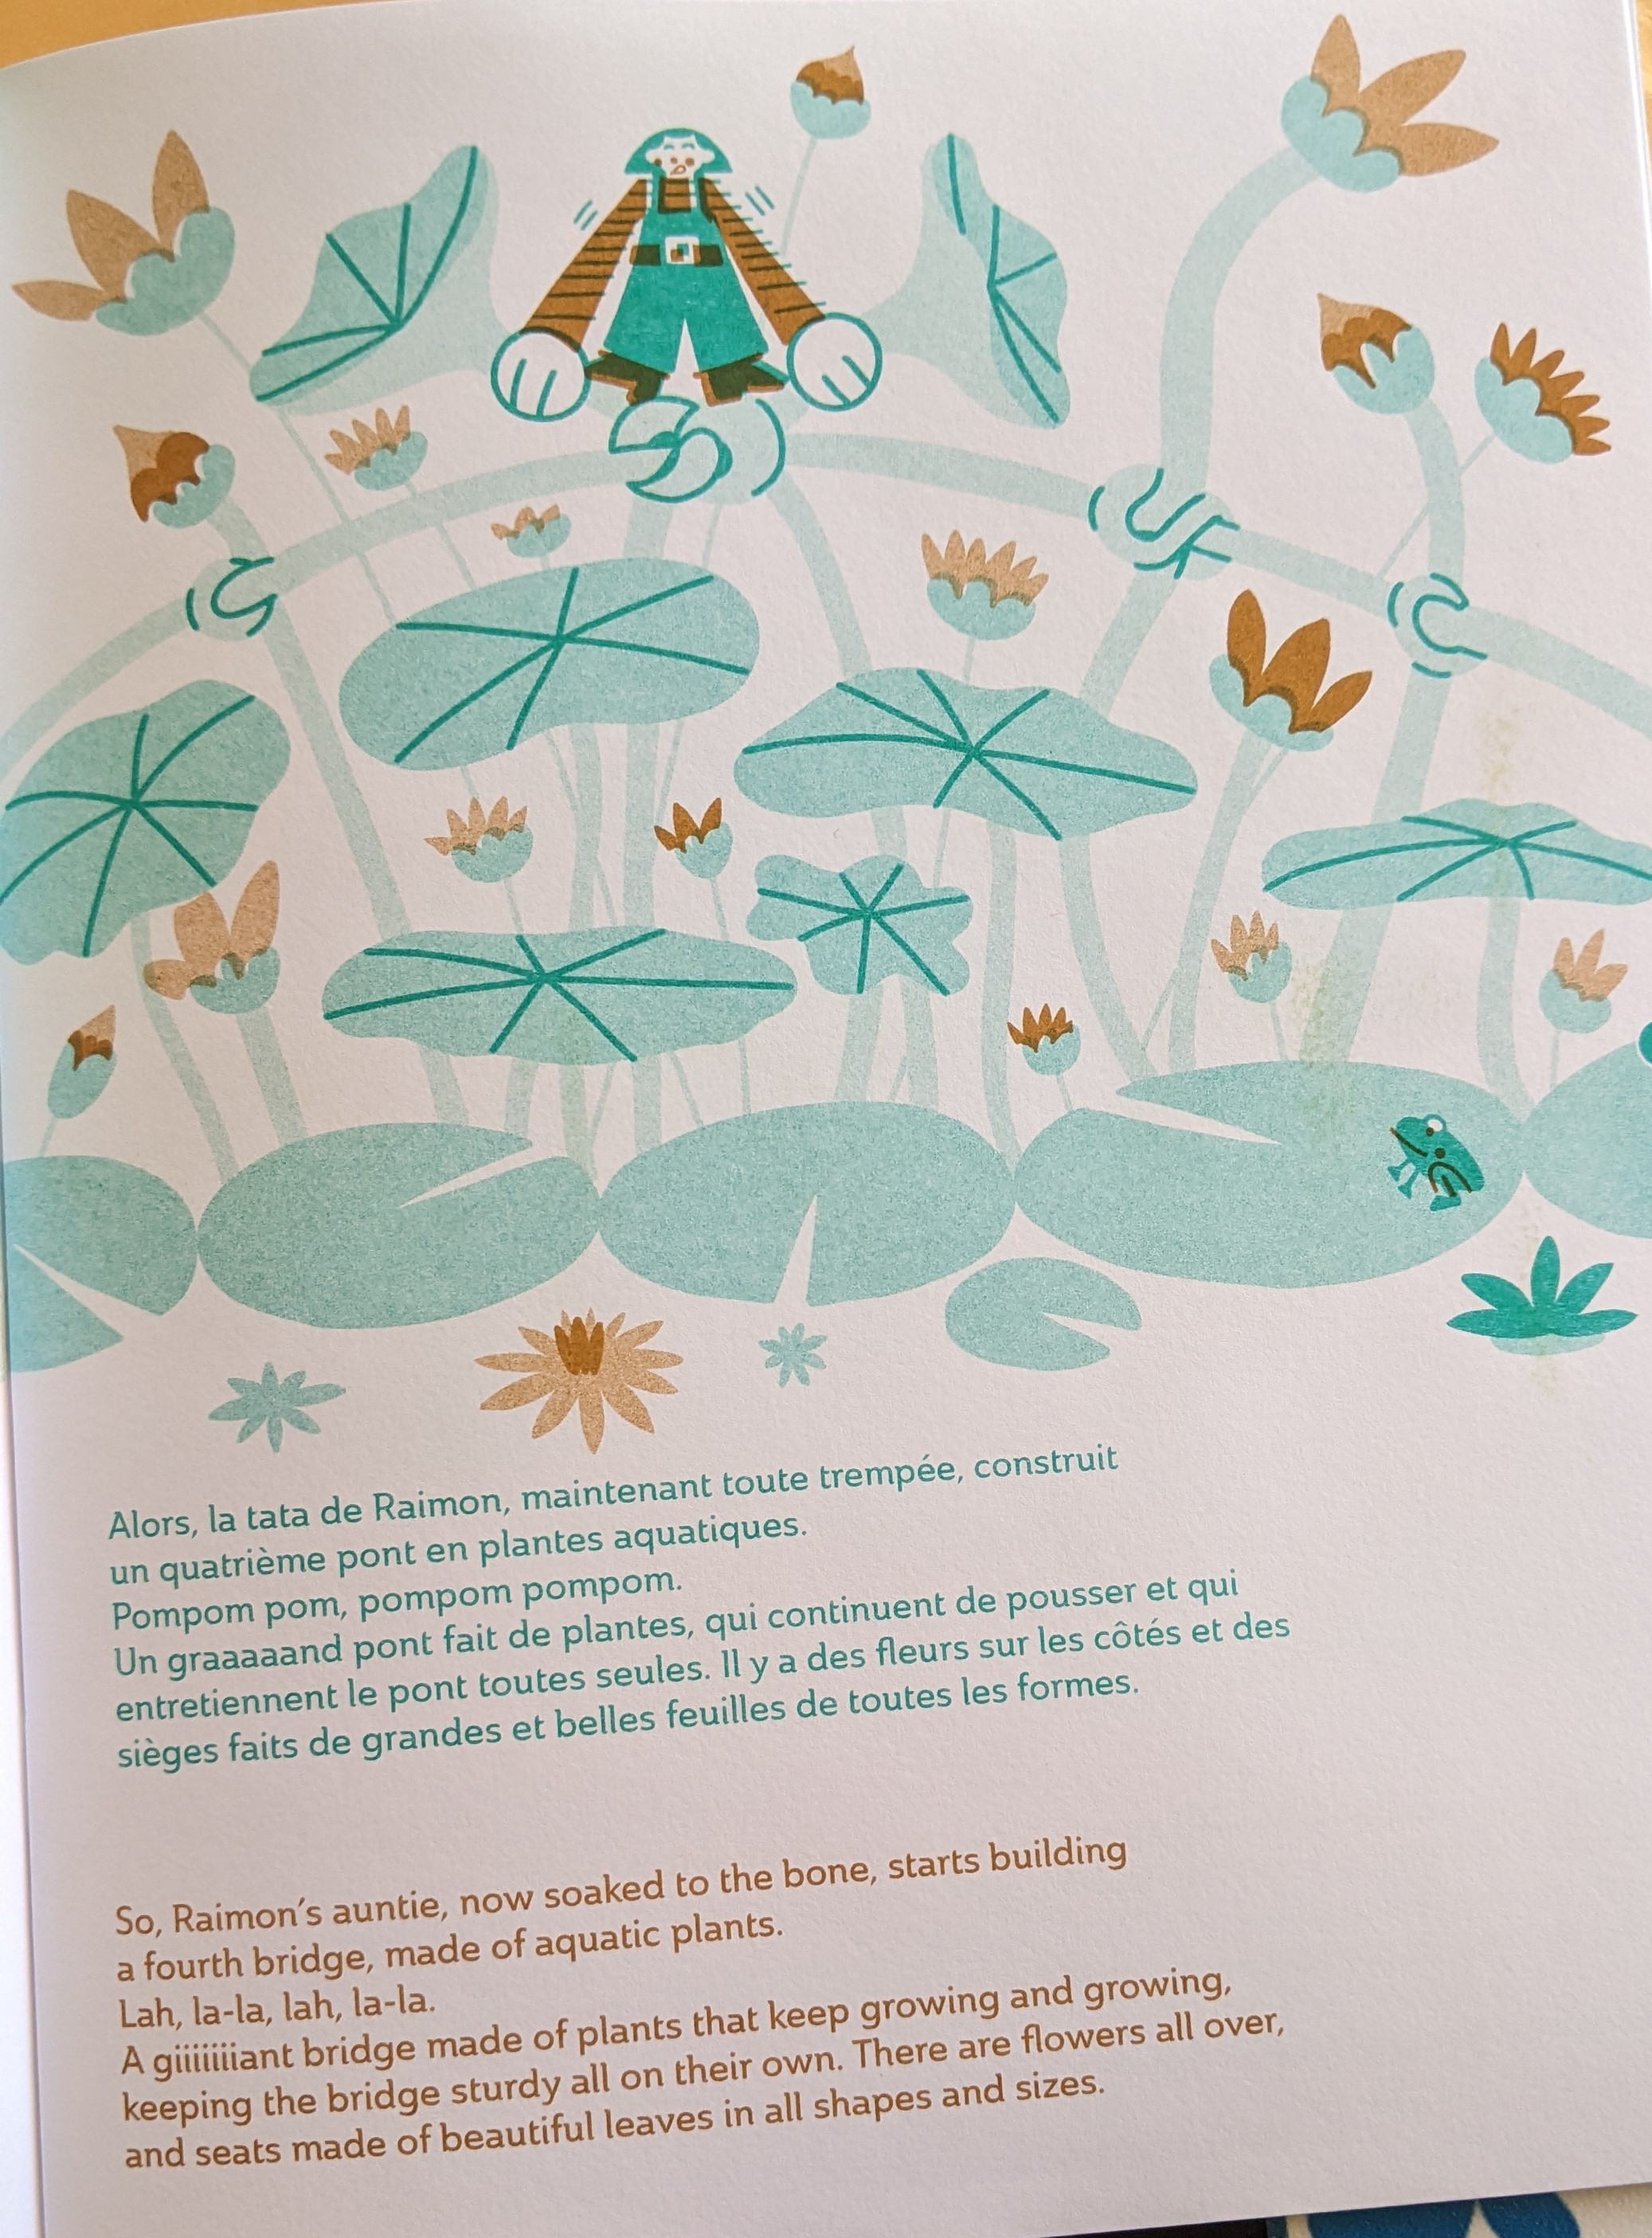 Alors, la tata de Raimon, maintenant toute trempée, construit
un quatrième pont en plantes aquatiques.
Pompom pom, pompom pompom.
Un graaaaand pont fait de plantes, qui continuent de pousser et qui
entretiennent le pont toutes seules. Il y a des fleurs sur les côtés et des
sièges faits de grandes et belles feuilles de toutes les formes.
So, Raimon's auntie, now soaked to the bone, starts building
a fourth bridge, made of aquatic plants.
Lah, la-la, lah, la-la.
A giiiiiiiant bridge made of plants that keep growing and growing,
keeping the bridge sturdy all on their own. There are flowers all over,
and seats made of beautiful leaves in all shapes and sizes.